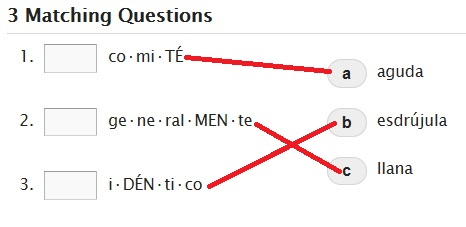 3 Matching Questions
1. co·mi·TÉ
a aguda
2. ge·ne·ral·MEN·te
b esdrújula
c llana
3. i·DÉN·ti·co